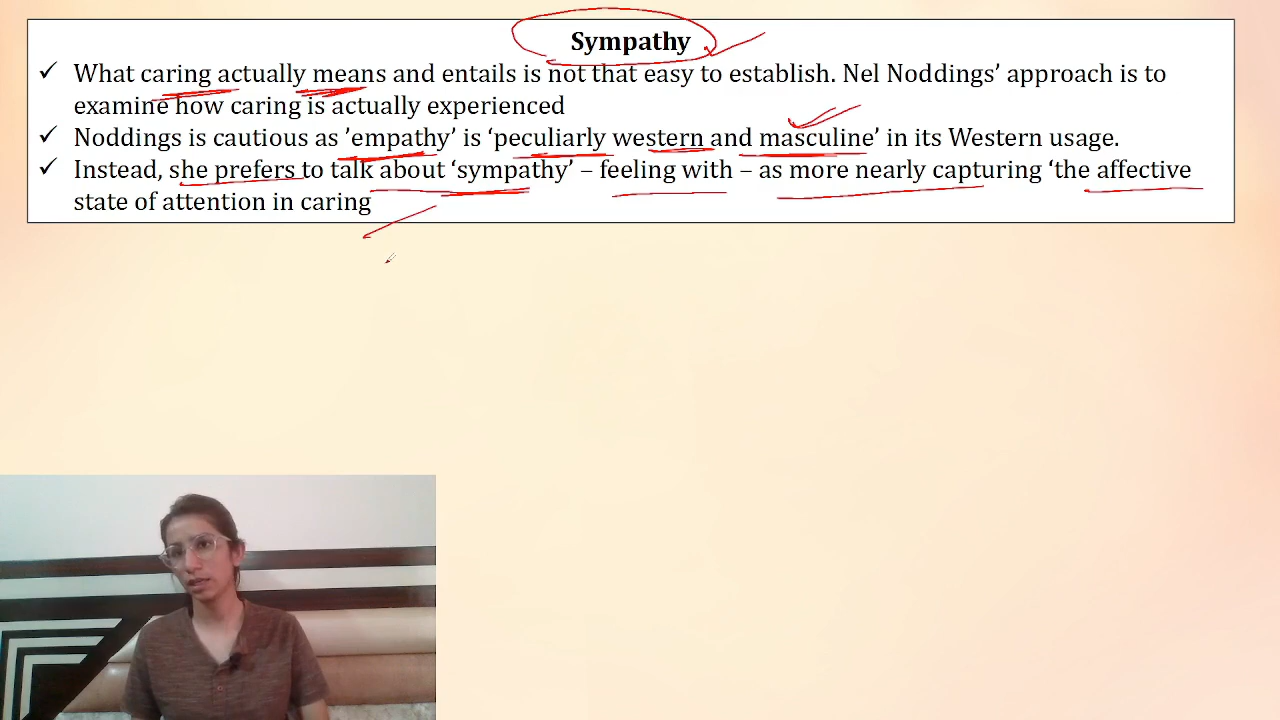 Sympathy
✓ What caring actually means and entails is not that easy to establish. Nel Noddings’ approach is to
examine how caring is actually experienced
✓ Noddings is cautious as ’empathy’ is ‘peculiarly western and masculine’ in its Western usage.
✓ Instead, she prefers to talk about ‘sympathy’ – feeling with – as more nearly capturing ‘the affective
state of attention in caring